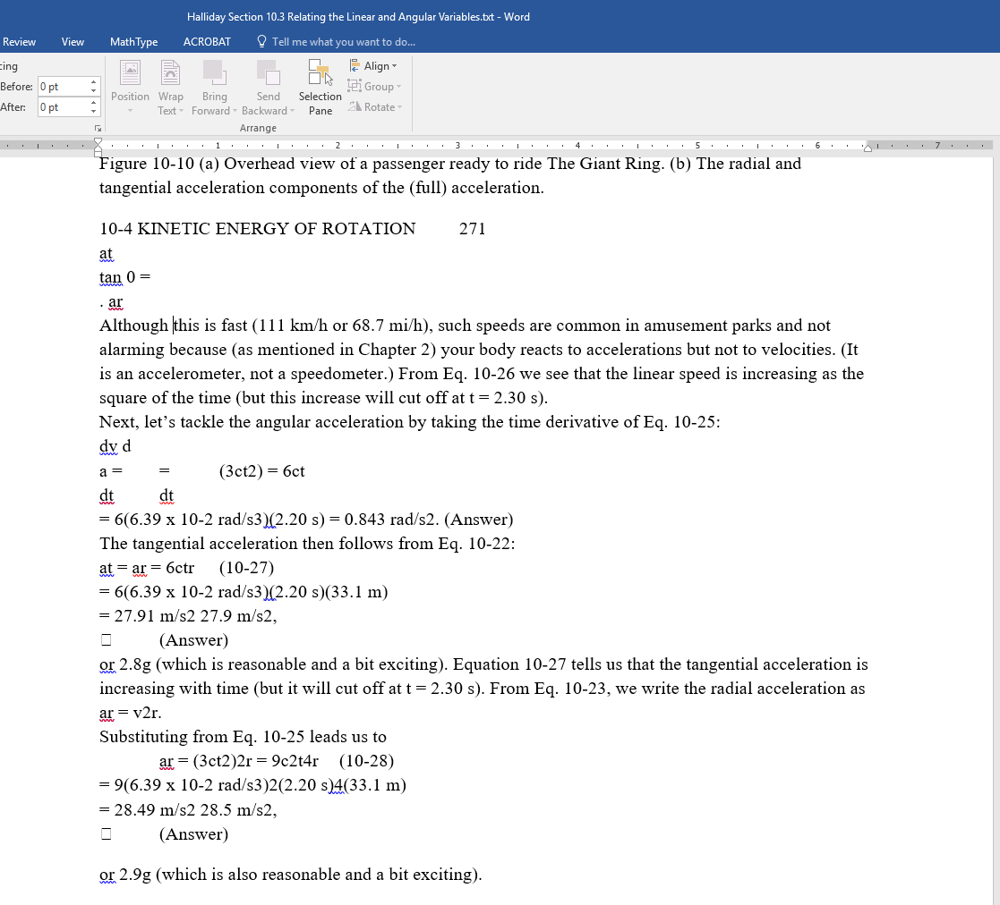 Halliday Section 10.3 Relating the Linear and Angular Variables.txt - Word
Review View MathType ACROBAT Tell me what you want to do...
cing
Before: 0 pt
After: 0 pt
Position
Wrap Text
Bring Forward
Send Backward
Selection Pane
Align
Group
Rotate
Arrange
1 2 3 4 5 6 7
Figure 10-10 (a) Overhead view of a passenger ready to ride The Giant Ring. (b) The radial and
tangential acceleration components of the (full) acceleration.
10-4 KINETIC ENERGY OF ROTATION 271
at
tan 0 =
. ar
Although this is fast (111 km/h or 68.7 mi/h), such speeds are common in amusement parks and not
alarming because (as mentioned in Chapter 2) your body reacts to accelerations but not to velocities. (It
is an accelerometer, not a speedometer.) From Eq. 10-26 we see that the linear speed is increasing as the
square of the time (but this increase will cut off at t = 2.30 s).
Next, let’s tackle the angular acceleration by taking the time derivative of Eq. 10-25:
dv d
a = = (3ct2) = 6ct
dt dt
= 6(6.39 x 10-2 rad/s3)(2.20 s) = 0.843 rad/s2. (Answer)
The tangential acceleration then follows from Eq. 10-22:
at = ar = 6ctr (10-27)
= 6(6.39 x 10-2 rad/s3)(2.20 s)(33.1 m)
= 27.91 m/s2 27.9 m/s2,
□ (Answer)
or 2.8g (which is reasonable and a bit exciting). Equation 10-27 tells us that the tangential acceleration is
increasing with time (but it will cut off at t = 2.30 s). From Eq. 10-23, we write the radial acceleration as
ar = v2r.
Substituting from Eq. 10-25 leads us to
ar = (3ct2)2r = 9c2t4r (10-28)
= 9(6.39 x 10-2 rad/s3)2(2.20 s)4(33.1 m)
= 28.49 m/s2 28.5 m/s2,
□ (Answer)
or 2.9g (which is also reasonable and a bit exciting).